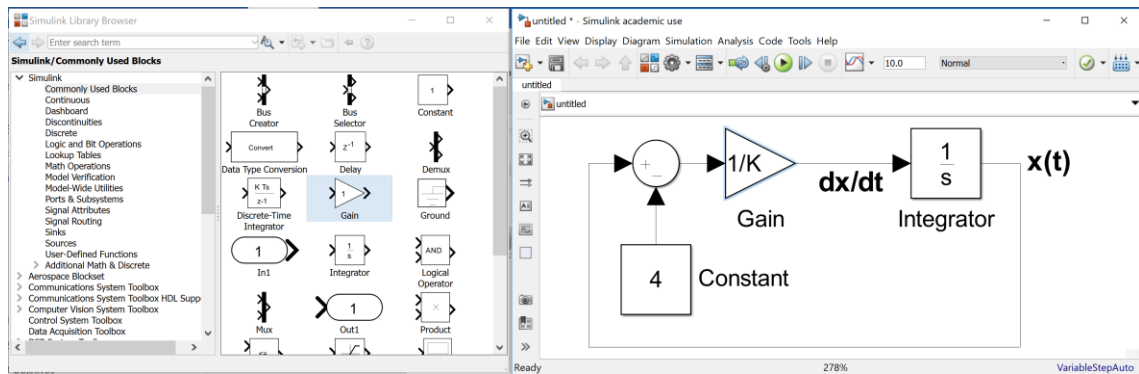 Simulink Library Browser
Enter search term
Simulink/Commonly Used Blocks
Simulink
Commonly Used Blocks
Continuous
Dashboard
Discontinuities
Discrete
Logic and Bit Operations
Lookup Tables
Math Operations
Model Verification
Model-Wide Utilities
Ports & Subsystems
Signal Attributes
Signal Routing
Sinks
Sources
User-Defined Functions
Additional Math & Discrete
Aerospace Blockset
Communications System Toolbox
Communications System Toolbox HDL Supp
Computer Vision System Toolbox
Control System Toolbox
Data Acquisition Toolbox
Bus
Creator
Bus
Selector
1
Constant
Convert
Data Type Conversion
z-1
Delay
Demux
K Ts
z-1
Discrete-Time
Integrator
1
Gain
Ground
1
In1
1
s
Integrator
AND
Logical
Operator
Mux
1
Out1
×
Product
untitled * - Simulink academic use
File Edit View Display Diagram Simulation Analysis Code Tools Help
10.0
Normal
untitled
untitled
1/K
Gain
dx/dt
1
s
Integrator
x(t)
4
Constant
Ready
278%
VariableStepAuto